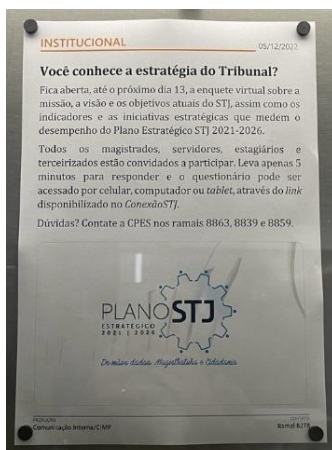 INSTITUCIONAL
05/12/2022
Você conhece a estratégia do Tribunal?
Fica aberta, até o próximo dia 13, a enquete virtual sobre a
missão, a visão e os objetivos atuais do STJ, assim como os
indicadores e as iniciativas estratégicas que medem o
desempenho do Plano Estratégico STJ 2021-2026.
Todos os magistrados, servidores, estagiários e
terceirizados estão convidados a participar. Leva apenas 5
minutos para responder e o questionário pode ser
acessado por celular, computador ou tablet, através do link
disponibilizado no ConexãoSTJ.
Dúvidas? Contate a CPES nos ramais 8863, 8839 e 8859.
PLANO STJ
ESTRATÉGICO
2021 | 2026
De mãos dadas: Magistratura e Cidadania
PRODUÇÃO
Comunicação Interna/CIMP
CONTATO
Ramal